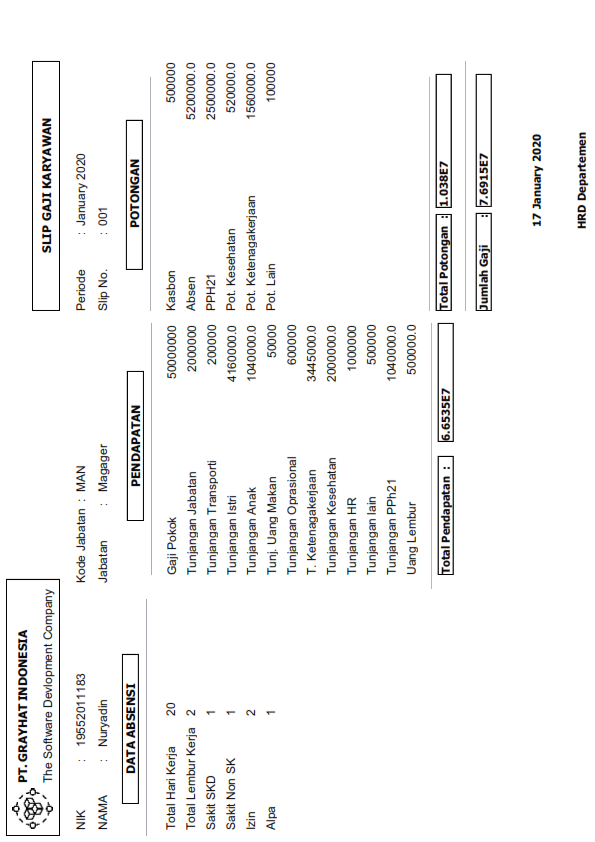 PT. GRAYHAT INDONESIA
The Software Devlopment Company
SLIP GAJI KARYAWAN
NIK : 19552011183
NAMA : Nuryadin
Kode Jabatan : MAN
Jabatan : Magager
Periode : January 2020
Slip No. : 001
DATA ABSENSI
Total Hari Kerja 20
Total Lembur Kerja 2
Sakit SKD 1
Sakit Non SK 1
Izin 2
Alpa 1
PENDAPATAN
Gaji Pokok 50000000
Tunjangan Jabatan 2000000
Tunjangan Transporti 200000
Tunjangan Istri 4160000.0
Tunjangan Anak 1040000.0
Tunj. Uang Makan 50000
Tunjangan Oprasional 600000
T. Ketenagakerjaan 3445000.0
Tunjangan Kesehatan 2000000.0
Tunjangan HR 1000000
Tunjangan lain 500000
Tunjangan PPh21 1040000.0
Uang Lembur 500000.0
Total Pendapatan : 6.6535E7
POTONGAN
Kasbon 500000
Absen 5200000.0
PPH21 2500000.0
Pot. Kesehatan 520000.0
Pot. Ketenagakerjaan 1560000.0
Pot. Lain 100000
Total Potongan : 1.038E7
Jumlah Gaji : 7.6915E7
17 January 2020
HRD Departemen